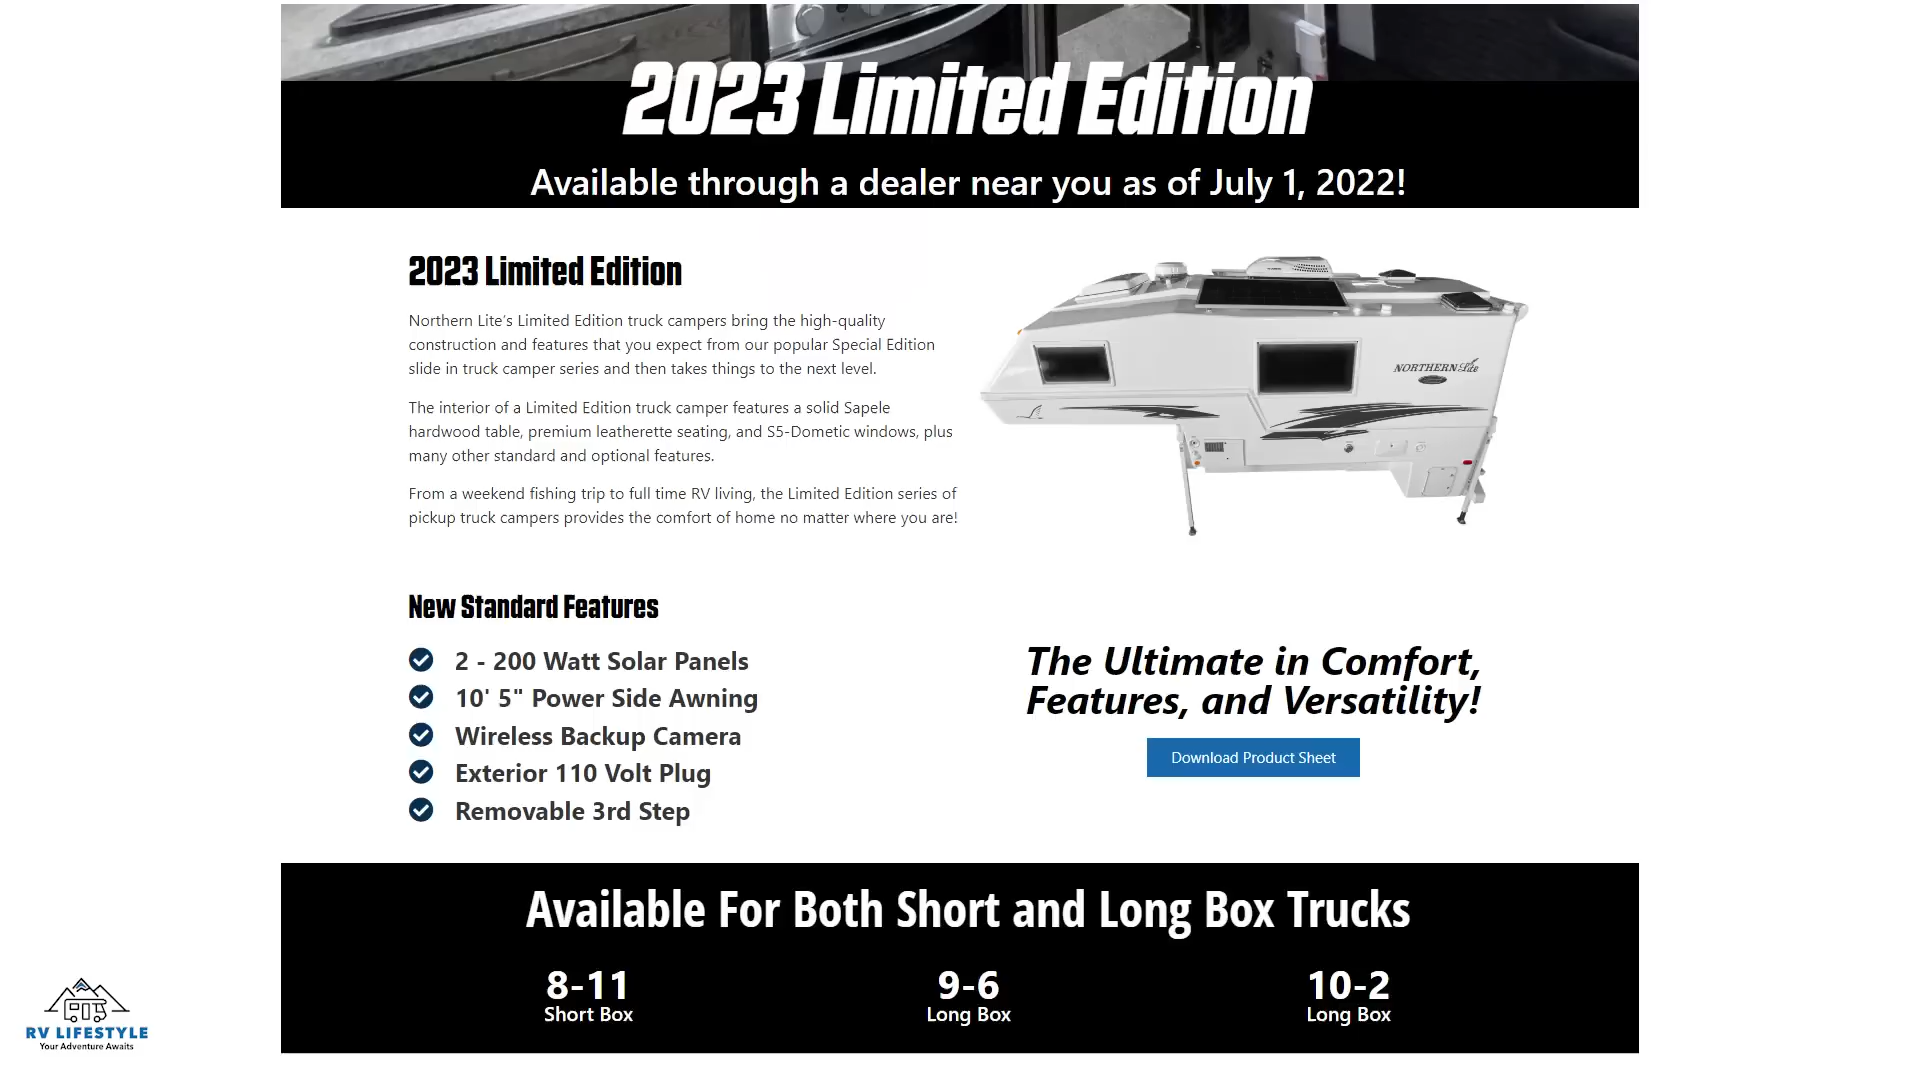 2023 Limited Edition
Available through a dealer near you as of July 1, 2022!
2023 Limited Edition
Northern Lite’s Limited Edition truck campers bring the high-quality
construction and features that you expect from our popular Special Edition
slide in truck camper series and then takes things to the next level.
The interior of a Limited Edition truck camper features a solid Sapele
hardwood table, premium leatherette seating, and S5-Dometic windows, plus
many other standard and optional features.
From a weekend fishing trip to full time RV living, the Limited Edition series of
pickup truck campers provides the comfort of home no matter where you are!
NORTHERN Lite
New Standard Features
2 - 200 Watt Solar Panels
10' 5" Power Side Awning
Wireless Backup Camera
Exterior 110 Volt Plug
Removable 3rd Step
The Ultimate in Comfort,
Features, and Versatility!
Download Product Sheet
Available For Both Short and Long Box Trucks
8-11
Short Box
9-6
Long Box
10-2
Long Box
RV LIFESTYLE
Your Adventure Awaits